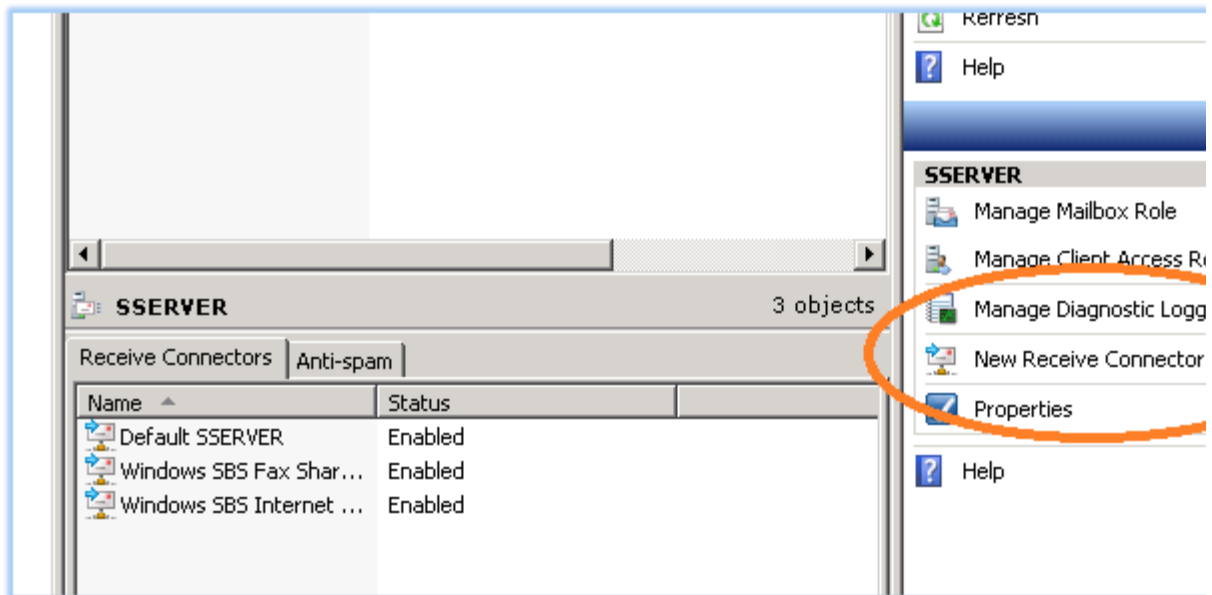 Refresh
Help
SSERVER
Manage Mailbox Role
Manage Client Access Ro
Manage Diagnostic Logg
New Receive Connector
Properties
Help
SSERVER 3 objects
Receive Connectors Anti-spam
Name Status
Default SSERVER Enabled
Windows SBS Fax Shar... Enabled
Windows SBS Internet ... Enabled